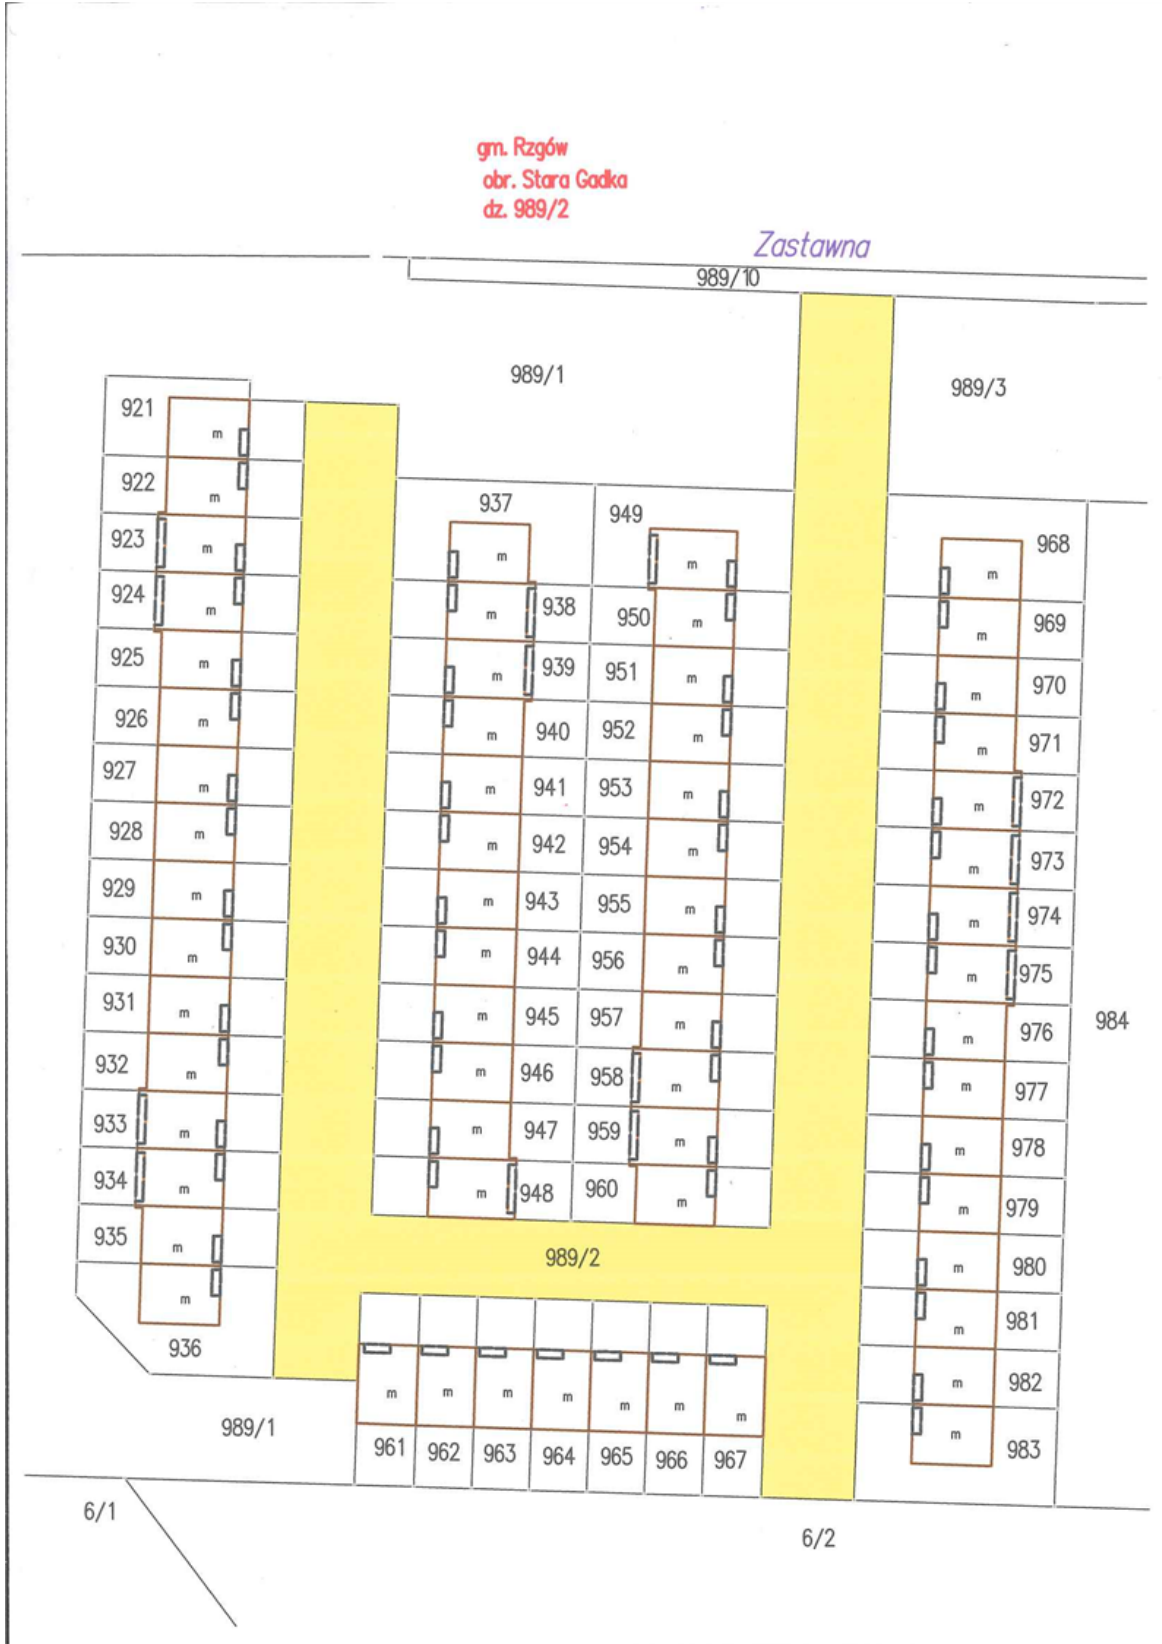 gm. Rzgów
obr. Stara Gadka
dz. 989/2
Zastawna
989/10
989/1
989/3
921 m
922 m
923 m
924 m
925 m
926 m
927 m
928 m
929 m
930 m
931 m
932 m
933 m
934 m
935 m
m
936
937
m
m 938
m 939
m 940
m 941
m 942
m 943
m 944
m 945
m 946
m 947
m 948
949
m
950 m
951 m
952 m
953 m
954 m
955 m
956 m
957 m
958 m
959 m
960 m
968
m
m 969
m 970
m 971
m 972
m 973
m 974
m 975
m 976
m 977
m 978
m 979
m 980
m 981
m 982
m 983
984
989/2
m m m m m m m
961 962 963 964 965 966 967
989/1
6/1
6/2